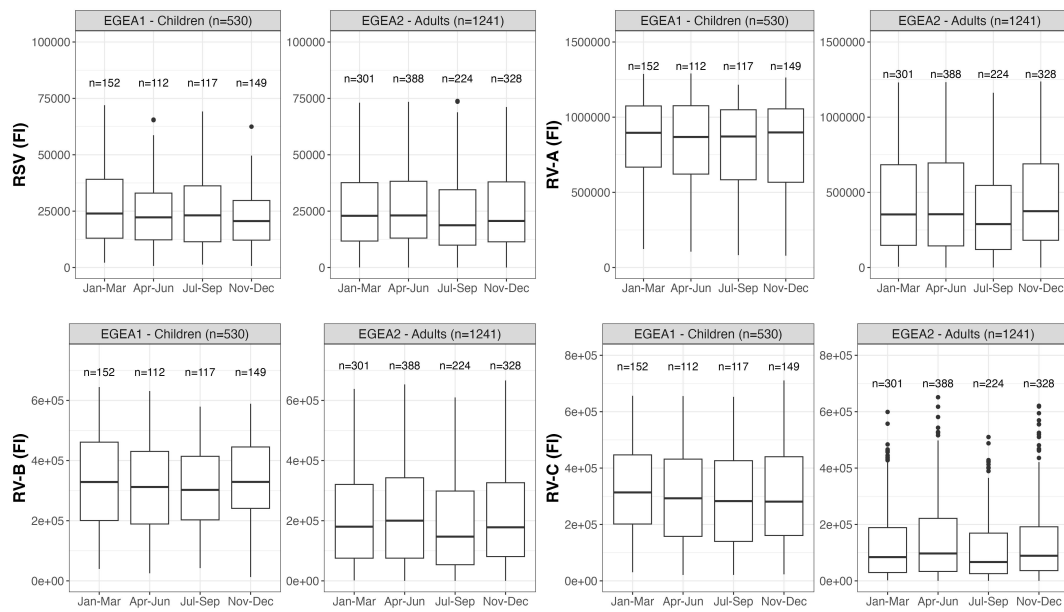 EGEA1 - Children (n=530)
EGEA2 - Adults (n=1241)
RSV (FI)
100000
75000
50000
25000
0
n=152 n=112 n=117 n=149
Jan-Mar Apr-Jun Jul-Sep Nov-Dec
100000
75000
50000
25000
0
n=301 n=388 n=224 n=328
Jan-Mar Apr-Jun Jul-Sep Nov-Dec
EGEA1 - Children (n=530)
EGEA2 - Adults (n=1241)
RV-A (FI)
1500000
1000000
500000
0
n=152 n=112 n=117 n=149
Jan-Mar Apr-Jun Jul-Sep Nov-Dec
1500000
1000000
500000
0
n=301 n=388 n=224 n=328
Jan-Mar Apr-Jun Jul-Sep Nov-Dec
EGEA1 - Children (n=530)
EGEA2 - Adults (n=1241)
RV-B (FI)
6e+05
4e+05
2e+05
0e+00
n=152 n=112 n=117 n=149
Jan-Mar Apr-Jun Jul-Sep Nov-Dec
6e+05
4e+05
2e+05
0e+00
n=301 n=388 n=224 n=328
Jan-Mar Apr-Jun Jul-Sep Nov-Dec
EGEA1 - Children (n=530)
EGEA2 - Adults (n=1241)
RV-C (FI)
8e+05
6e+05
4e+05
2e+05
0e+00
n=152 n=112 n=117 n=149
Jan-Mar Apr-Jun Jul-Sep Nov-Dec
8e+05
6e+05
4e+05
2e+05
0e+00
n=301 n=388 n=224 n=328
Jan-Mar Apr-Jun Jul-Sep Nov-Dec